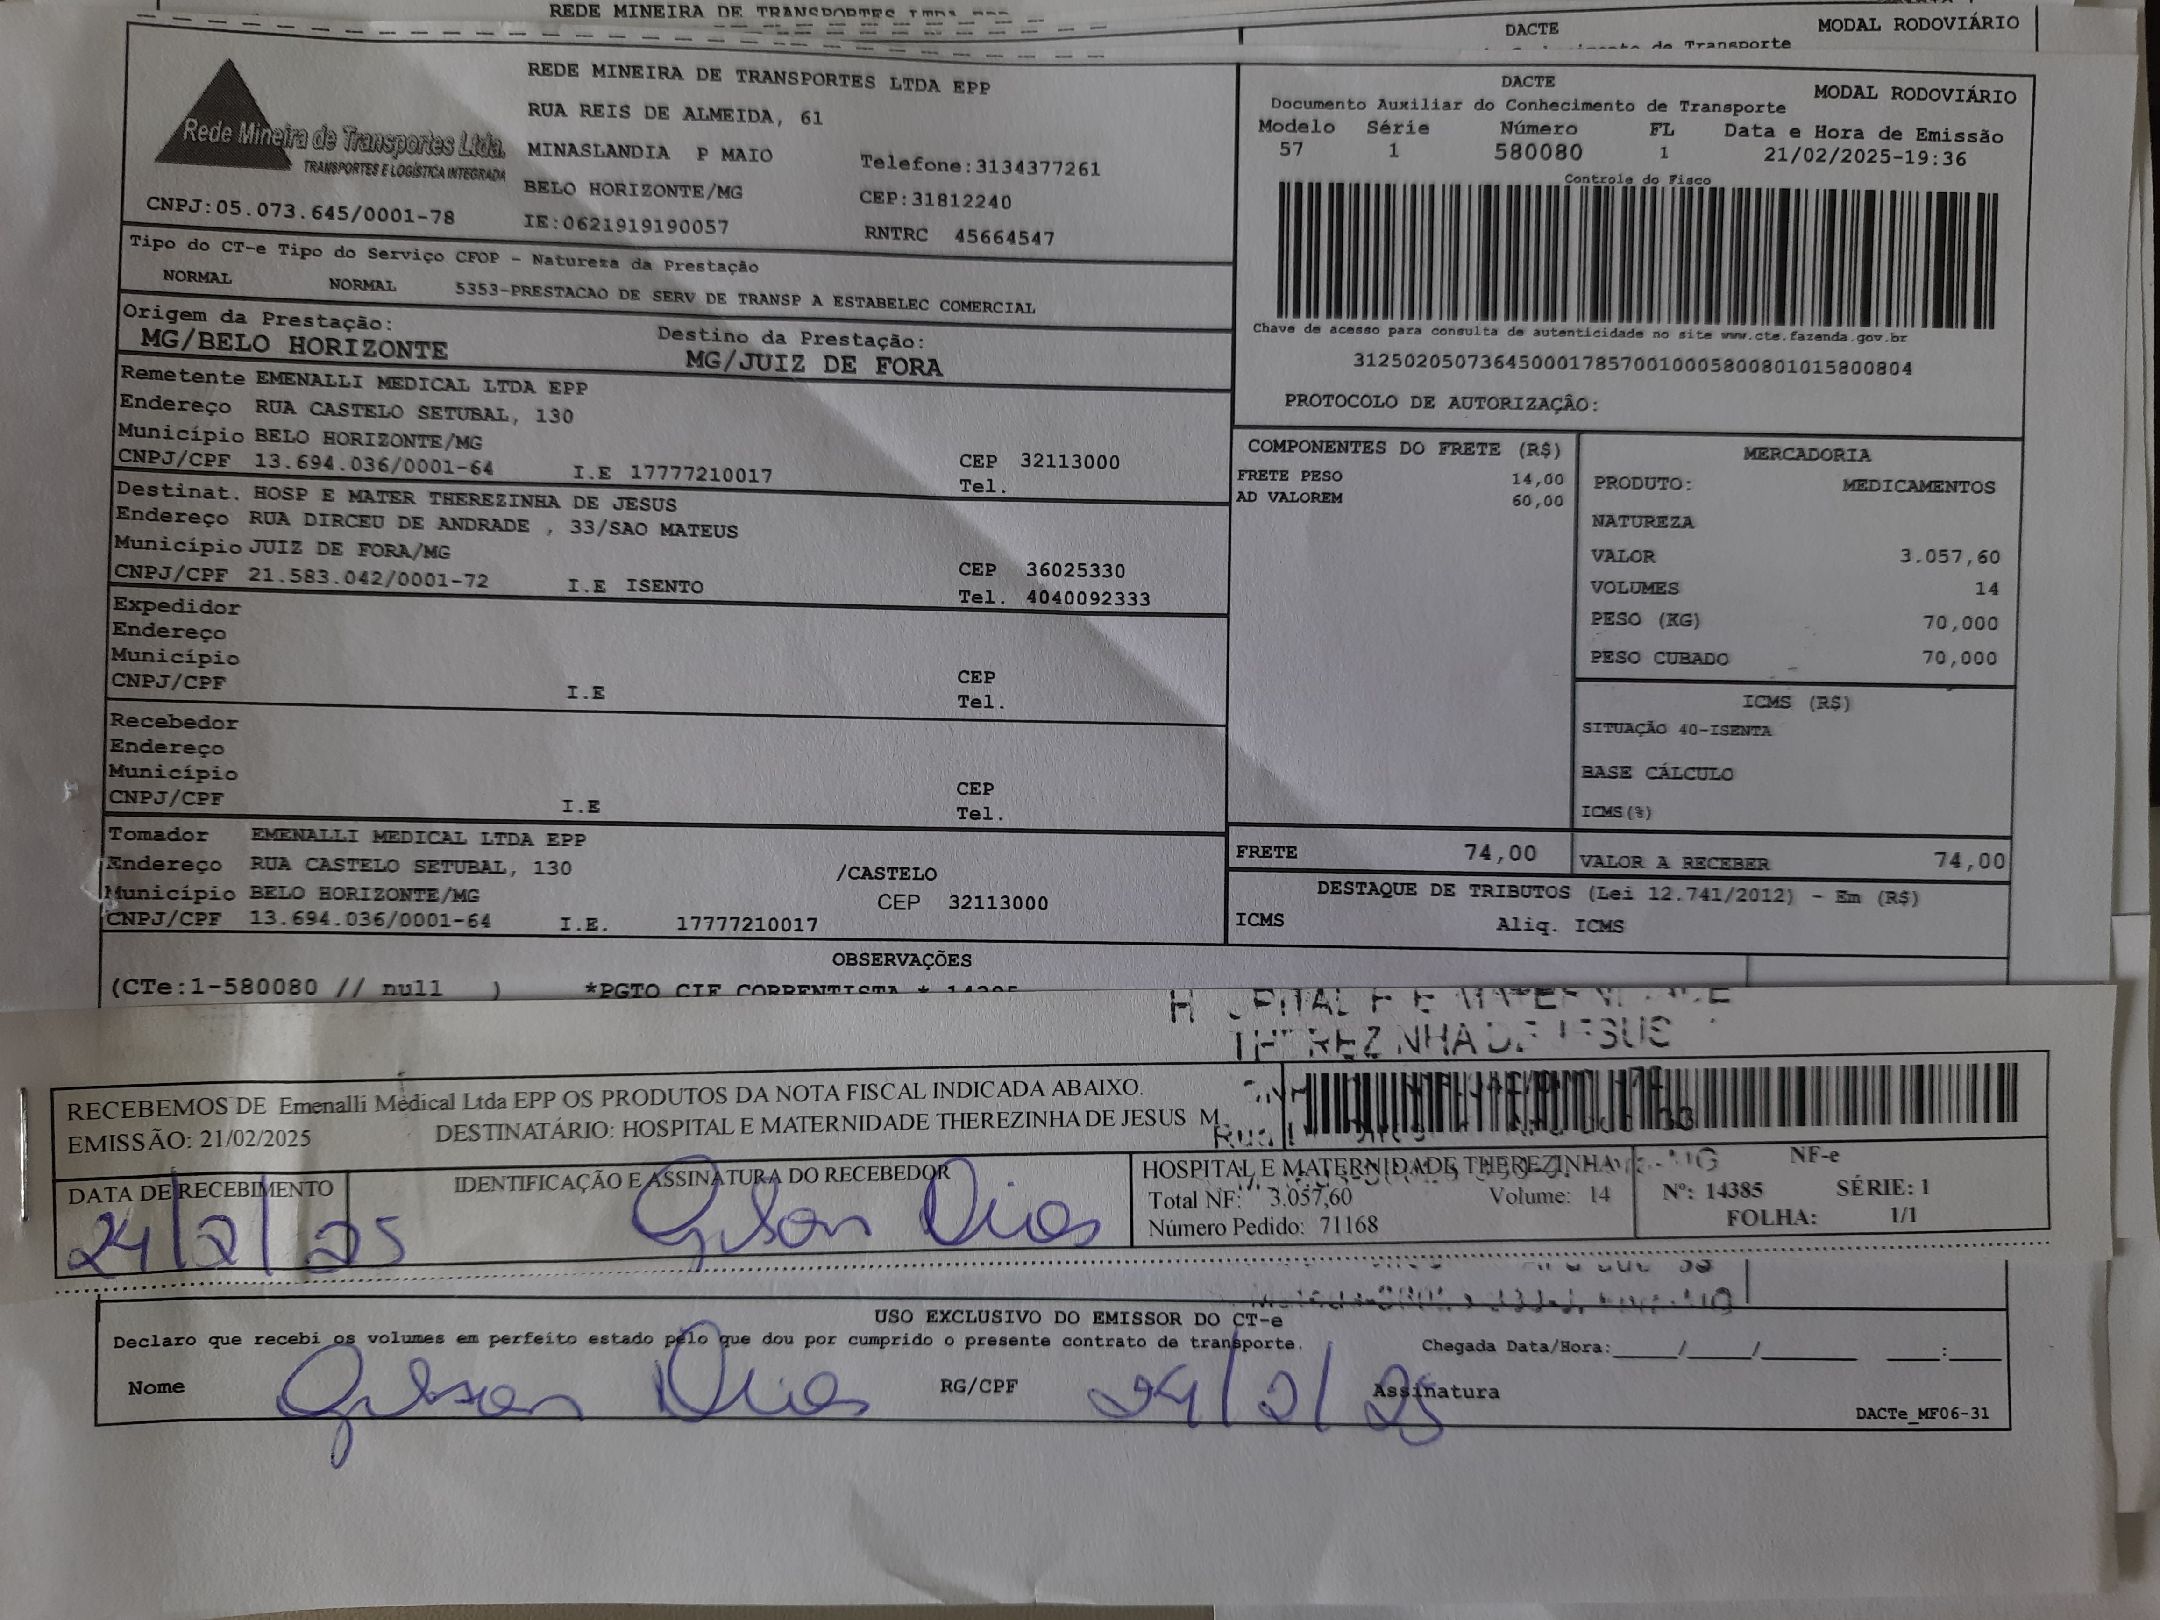 REDE MINEIRA DE TRANSPORTES LTDA EPP
DACTE
MODAL RODOVIÁRIO
de Transporte
Rede Mineira de Transportes Ltda.
TRANSPORTES E LOGÍSTICA INTEGRADA
CNPJ:05.073.645/0001-78
REDE MINEIRA DE TRANSPORTES LTDA EPP
RUA REIS DE ALMEIDA, 61
MINASLANDIA P MAIO Telefone:3134377261
BELO HORIZONTE/MG CEP:31812240
IE:0621919190057 RNTRC 45664547
DACTE MODAL RODOVIÁRIO
Documento Auxiliar do Conhecimento de Transporte
Modelo Série Número FL Data e Hora de Emissão
57 1 580080 1 21/02/2025-19:36
Controle do Fisco
Chave de acesso para consulta de autenticidade no site www.cte.fazenda.gov.br
31250205073645000178570010005800801015800804
PROTOCOLO DE AUTORIZAÇÃO:
Tipo do CT-e Tipo do Serviço CFOP - Natureza da Prestação
NORMAL NORMAL 5353-PRESTACAO DE SERV DE TRANSP A ESTABELEC COMERCIAL
Origem da Prestação: Destino da Prestação:
MG/BELO HORIZONTE MG/JUIZ DE FORA
Remetente EMENALLI MEDICAL LTDA EPP
Endereço RUA CASTELO SETUBAL, 130
Município BELO HORIZONTE/MG CEP 32113000
CNPJ/CPF 13.694.036/0001-64 I.E 17777210017 Tel.
Destinat. HOSP E MATER THEREZINHA DE JESUS
Endereço RUA DIRCEU DE ANDRADE , 33/SAO MATEUS
Município JUIZ DE FORA/MG CEP 36025330
CNPJ/CPF 21.583.042/0001-72 I.E ISENTO Tel. 4040092333
Expedidor
Endereço
Município CEP
CNPJ/CPF I.E Tel.
Recebedor
Endereço
Município CEP
CNPJ/CPF I.E Tel.
Tomador EMENALLI MEDICAL LTDA EPP
Endereço RUA CASTELO SETUBAL, 130 /CASTELO
Município BELO HORIZONTE/MG CEP 32113000
CNPJ/CPF 13.694.036/0001-64 I.E. 17777210017
COMPONENTES DO FRETE (R$)
FRETE PESO 14,00
AD VALOREM 60,00
MERCADORIA
PRODUTO: MEDICAMENTOS
NATUREZA
VALOR 3.057,60
VOLUMES 14
PESO (KG) 70,000
PESO CUBADO 70,000
ICMS (R$)
SITUAÇÃO 40-ISENTA
BASE CÁLCULO
ICMS(%)
FRETE 74,00 VALOR A RECEBER 74,00
DESTAQUE DE TRIBUTOS (Lei 12.741/2012) - Em (R$)
ICMS Aliq. ICMS
OBSERVAÇÕES
(CTe:1-580080 // null ) *PGTO CIF CORRENTISTA * 14385
THEREZINHA DE JESUS
RECEBEMOS DE Emenalli Medical Ltda EPP OS PRODUTOS DA NOTA FISCAL INDICADA ABAIXO.
EMISSÃO: 21/02/2025 DESTINATÁRIO: HOSPITAL E MATERNIDADE THEREZINHA DE JESUS M
DATA DE RECEBIMENTO
24/2/25
IDENTIFICAÇÃO E ASSINATURA DO RECEBEDOR
Gilson Dias
HOSPITAL E MATERNIDADE THEREZINHA
Total NF: 3.057,60 Volume: 14
Número Pedido: 71168
NF-e
Nº: 14385 SÉRIE: 1
FOLHA: 1/1
USO EXCLUSIVO DO EMISSOR DO CT-e
Declaro que recebi os volumes em perfeito estado pelo que dou por cumprido o presente contrato de transporte. Chegada Data/Hora:_____/_____/_______ ____:____
Nome Gilson Dias RG/CPF 24/2/25 Assinatura
DACTe_MF06-31